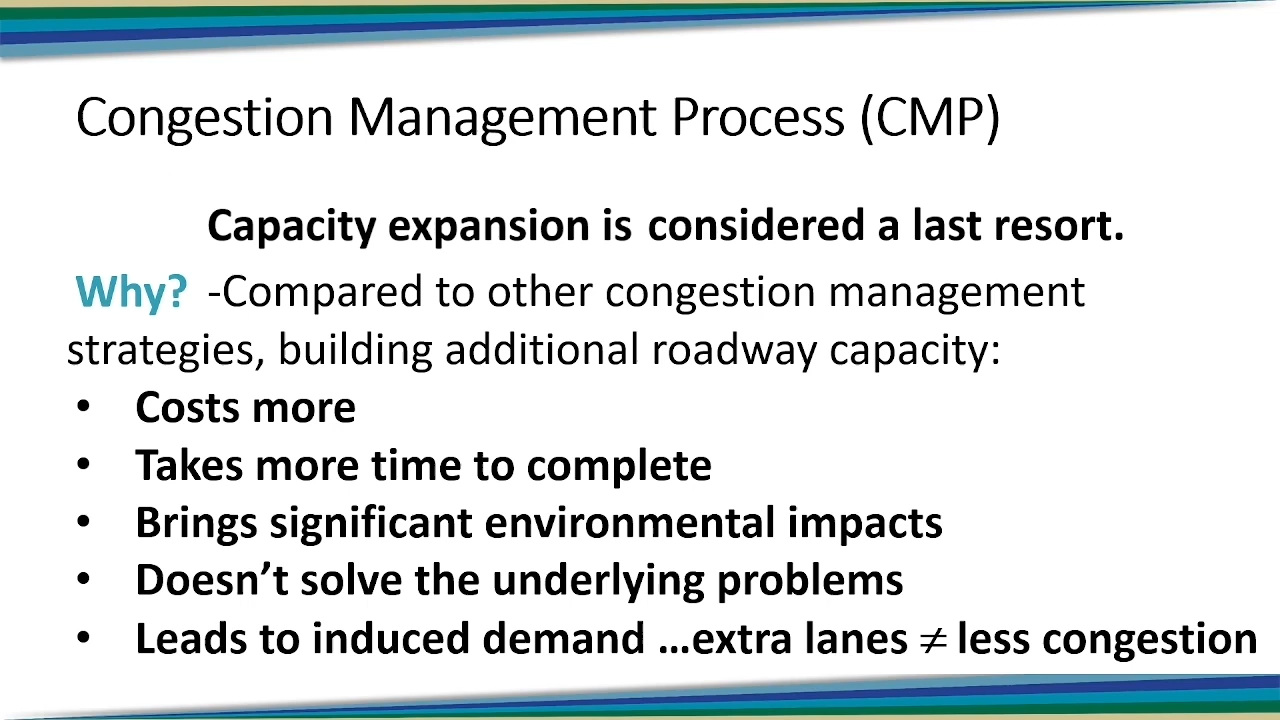 Congestion Management Process (CMP)
Capacity expansion is considered a last resort.
Why? -Compared to other congestion management
strategies, building additional roadway capacity:
• Costs more
• Takes more time to complete
• Brings significant environmental impacts
• Doesn’t solve the underlying problems
• Leads to induced demand …extra lanes ≠ less congestion